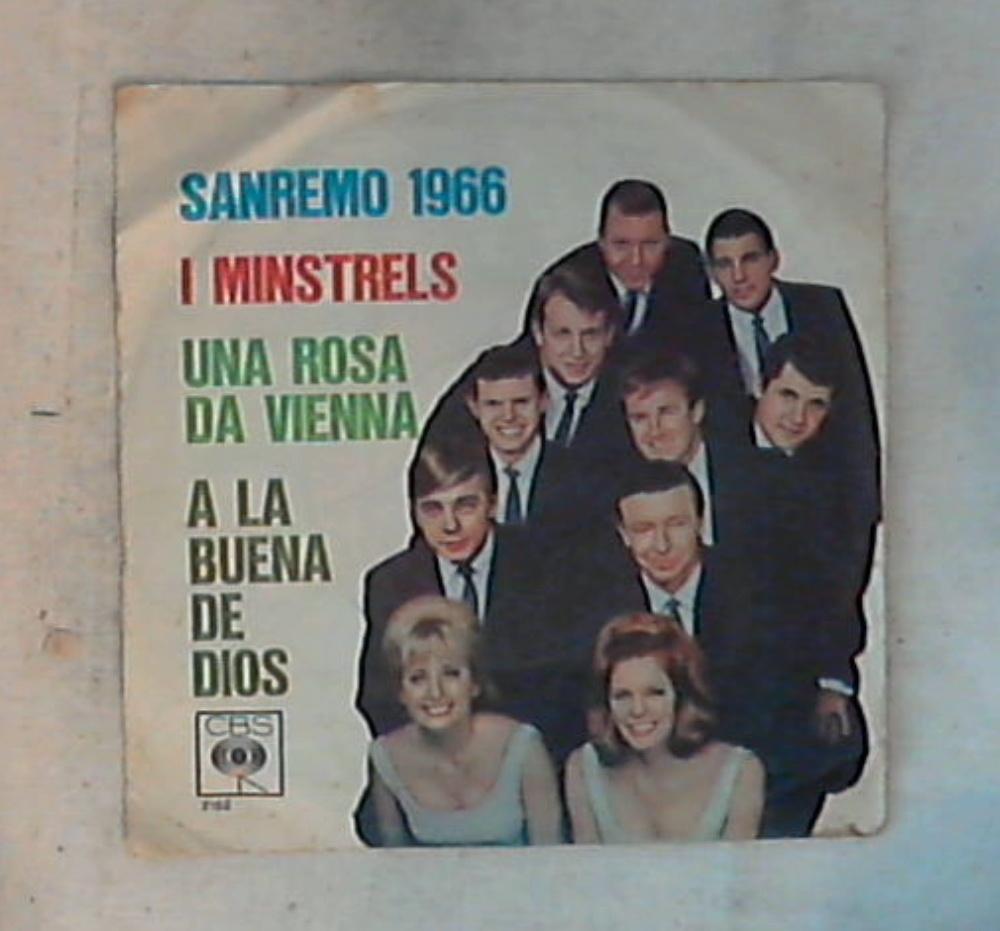 SANREMO 1966
I MINSTRELS
UNA ROSA
DA VIENNA
A LA
BUENA
DE
DIOS
CBS